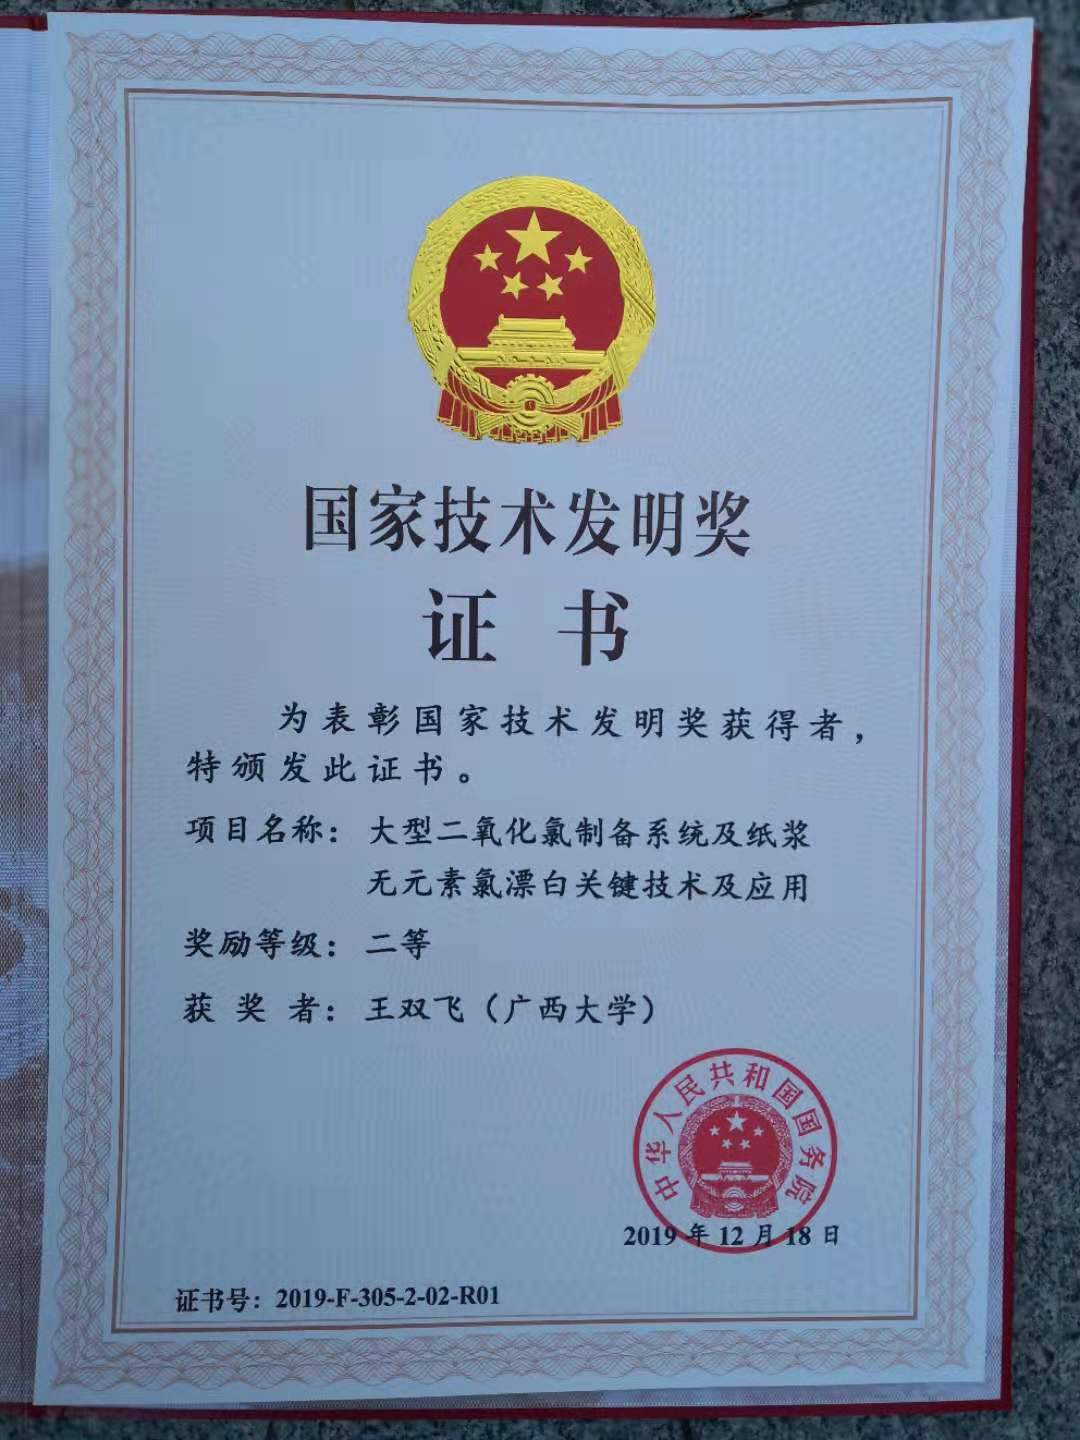 国家技术发明奖
证书
为表彰国家技术发明奖获得者，
特颁发此证书。
项目名称：大型二氧化氯制备系统及纸浆
无元素氯漂白关键技术及应用
奖励等级：二等
获奖者：王双飞（广西大学）
中华人民共和国国务院
2019年12月18日
证书号：2019-F-305-2-02-R01